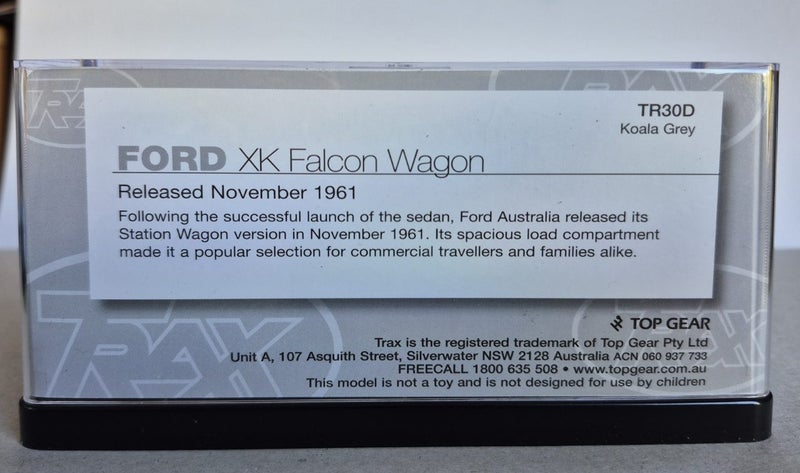 TRAX
TRAX
TR30D
Koala Grey
FORD XK Falcon Wagon
Released November 1961
Following the successful launch of the sedan, Ford Australia released its
Station Wagon version in November 1961. Its spacious load compartment
made it a popular selection for commercial travellers and families alike.
TRAX
TRAX
TOP GEAR
Trax is the registered trademark of Top Gear Pty Ltd
Unit A, 107 Asquith Street, Silverwater NSW 2128 Australia ACN 060 937 733
FREECALL 1800 635 508 • www.topgear.com.au
This model is not a toy and is not designed for use by children